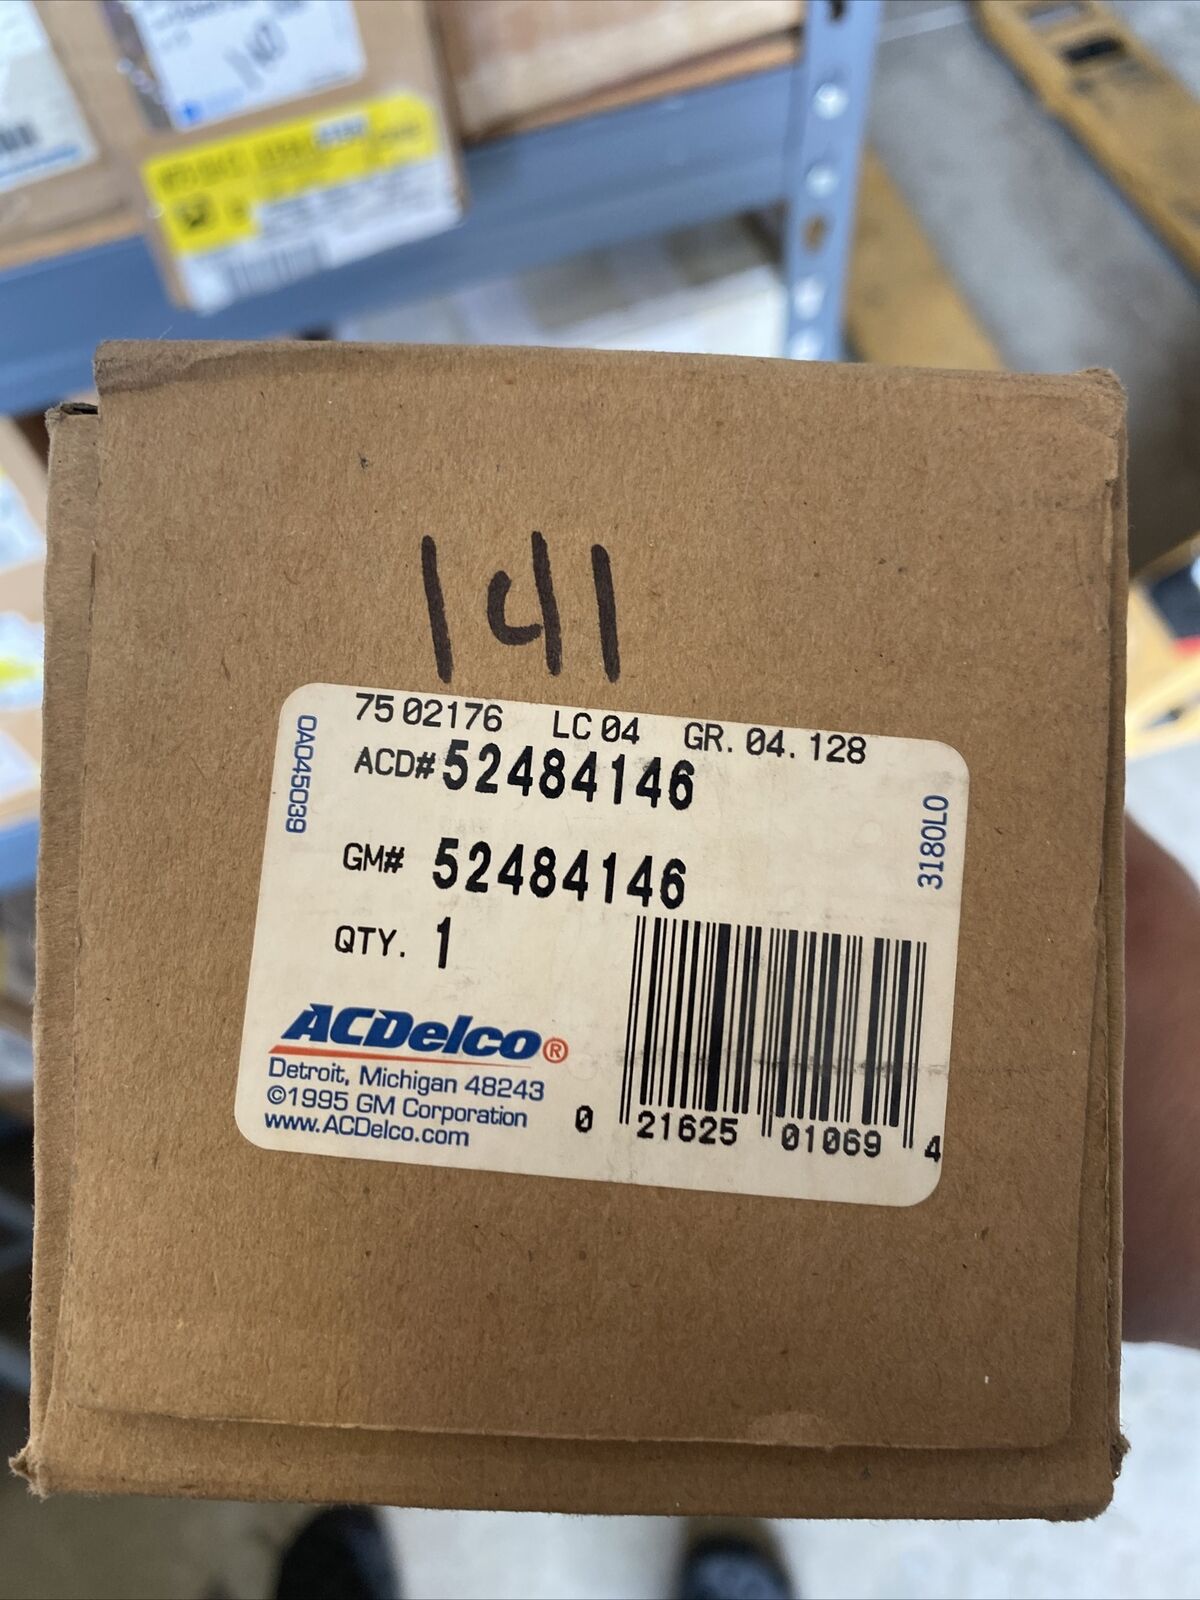 141
75 02176 LC 04 GR. 04. 128
ACD# 52484146
GM# 52484146
QTY. 1
0A045039
3180L0
ACDelco®
Detroit, Michigan 48243
©1995 GM Corporation
www.ACDelco.com
0 21625 01069 4